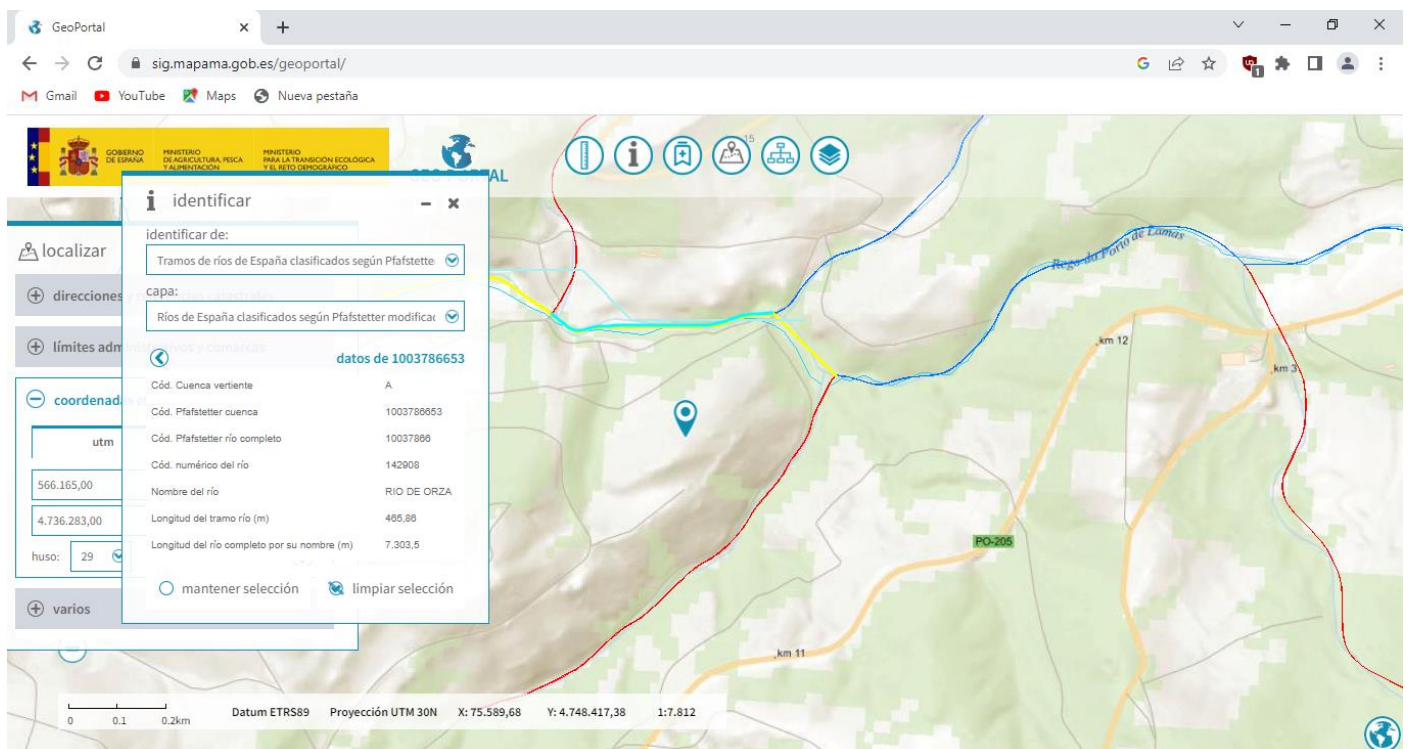 GeoPortal
sig.mapama.gob.es/geoportal/
G
1
Gmail
YouTube
Maps
Nueva pestaña
GOBIERNO
DE ESPAÑA
MINISTERIO
DE AGRICULTURA, PESCA
Y ALIMENTACIÓN
MINISTERIO
PARA LA TRANSICIÓN ECOLÓGICA
Y EL RETO DEMOGRÁFICO
GEO PORTAL
15
i identificar
identificar de:
Tramos de ríos de España clasificados según Pfafstette
capa:
Ríos de España clasificados según Pfafstetter modificac
datos de 1003786653
Cód. Cuenca vertiente A
Cód. Pfafstetter cuenca 1003786653
Cód. Pfafstetter río completo 10037866
Cód. numérico del río 142908
Nombre del río RIO DE ORZA
Longitud del tramo río (m) 465,86
Longitud del río completo por su nombre (m) 7.303,5
mantener selección
limpiar selección
localizar
direcciones y
límites adm
coordenada
utm
566.165,00
4.736.283,00
huso: 29
varios
Rego do Porto de Lamas
km 12
km 3
PO-205
km 11
0 0.1 0.2km
Datum ETRS89 Proyección UTM 30N X: 75.589,68 Y: 4.748.417,38 1:7.812